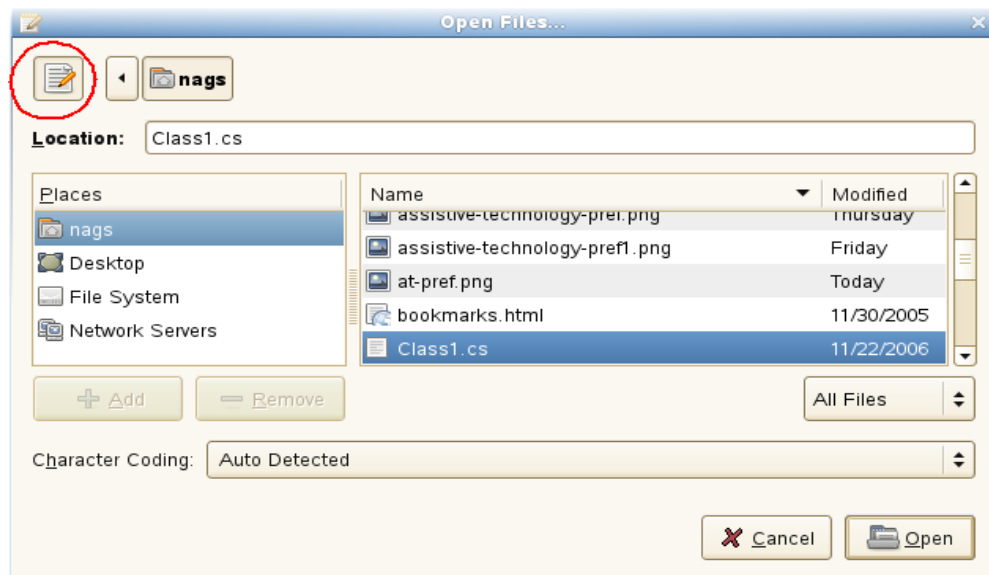 Open Files...
nags
Location: Class1.cs
Places
nags
Desktop
File System
Network Servers
Name Modified
assistive-technology-pref.png Thursday
assistive-technology-pref1.png Friday
at-pref.png Today
bookmarks.html 11/30/2005
Class1.cs 11/22/2006
Add Remove All Files
Character Coding: Auto Detected
Cancel Open